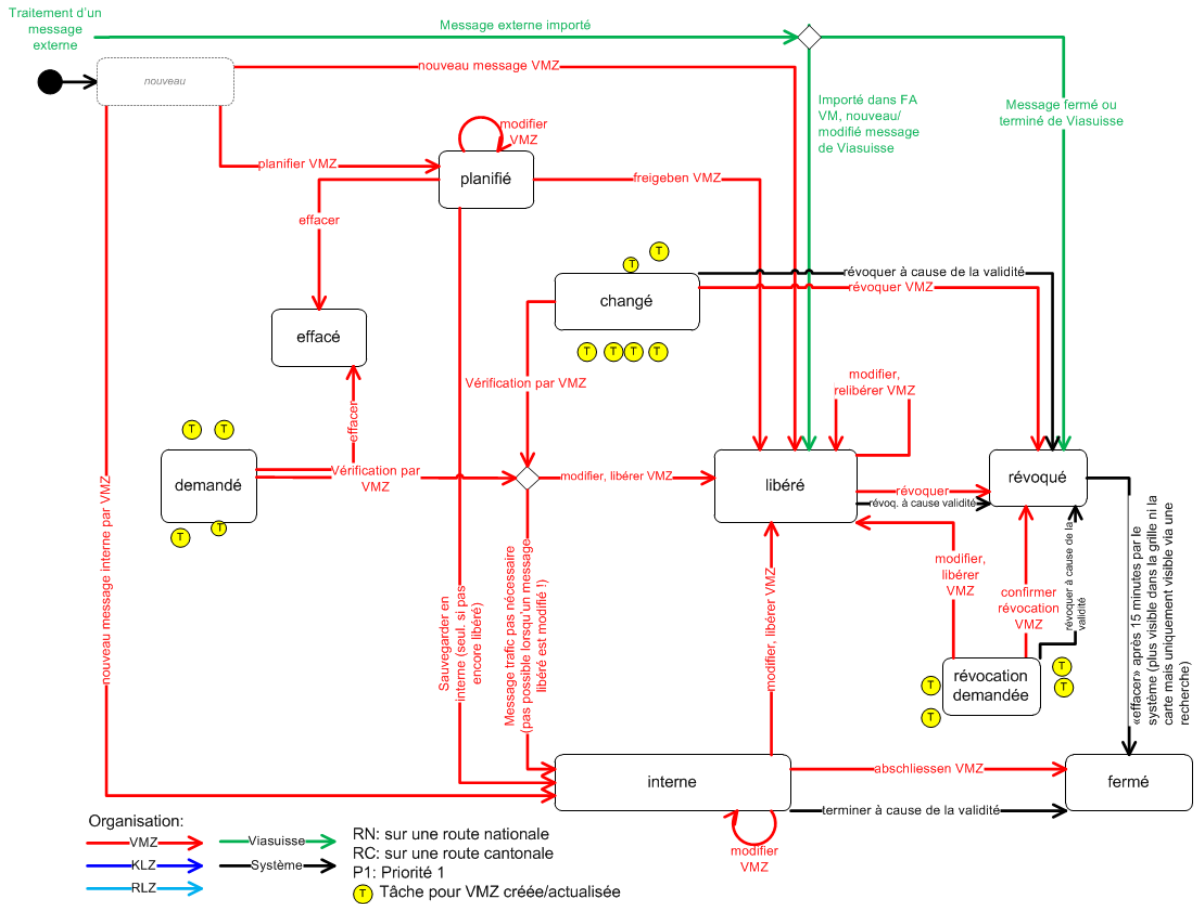 Traitement d'un
message
externe
Message externe importé
nouveau
nouveau message VMZ
Importé dans FA
VM, nouveau/
modifié message
de Viasuisse
Message fermé ou
terminé de Viasuisse
modifier
VMZ
planifier VMZ
planifié
freigeben VMZ
effacer
T
T
révoquer à cause de la validité
changé
révoquer VMZ
effacé
T
T
T
T
Vérification par VMZ
modifier,
relibérer VMZ
effacer
T
T
demandé
Vérification par
VMZ
modifier, libérer VMZ
libéré
révoquer
révoq. à cause validité
révoqué
T
T
nouveau message interne par VMZ
Sauvegarder en
interne (seul. si pas
encore libéré)
Message trafic pas nécessaire
(pas possible lorsqu'un message
libéré est modifié !)
modifier, libérer VMZ
modifier,
libérer
VMZ
confirmer
révocation
VMZ
révoquer à cause de la
validité
«effacer» après 15 minutes par le
système (plus visible dans la grille ni la
carte mais uniquement visible via une
recherche)
T
T
révocation
demandée
T
T
interne
abschliessen VMZ
fermé
terminer à cause de la validité
modifier
VMZ
Organisation:
VMZ
Viasuisse
KLZ
Système
RLZ
RN: sur une route nationale
RC: sur une route cantonale
P1: Priorité 1
T Tâche pour VMZ créée/actualisée